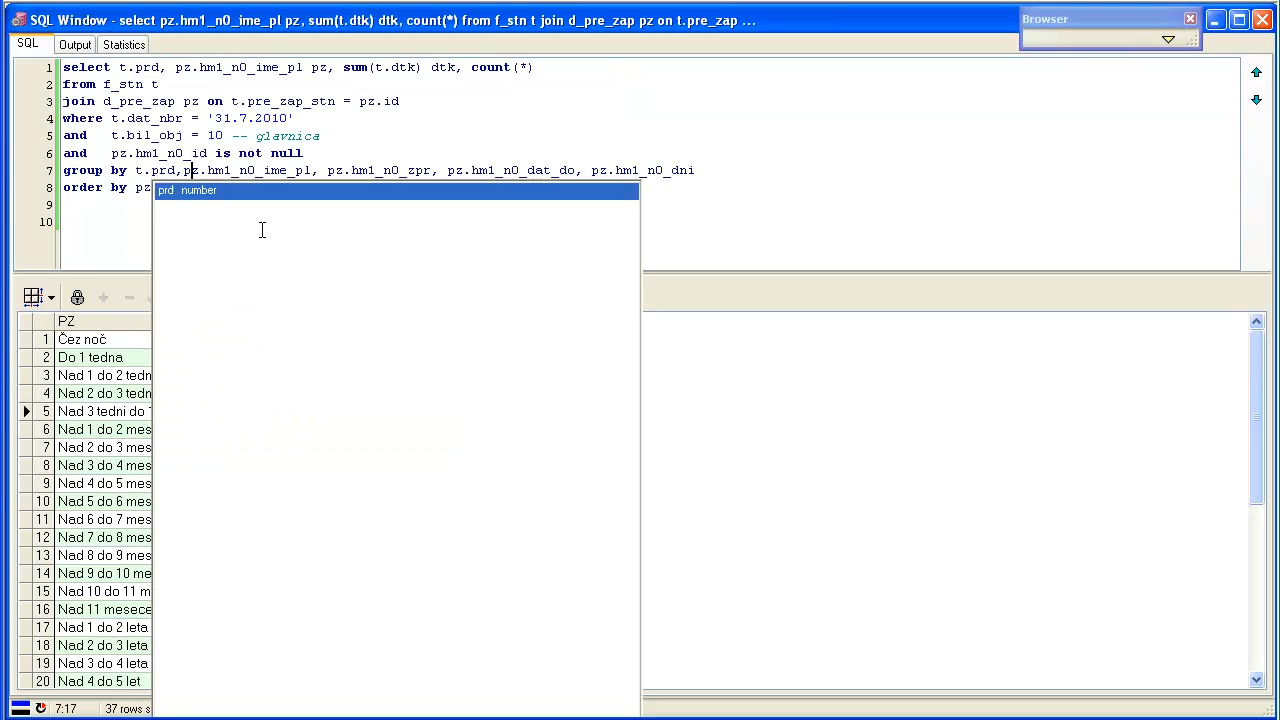 SQL Window - select pz.hm1_n0_ime_pl pz, sum(t.dtk) dtk, count(*) from f_stn t join d_pre_zap pz on t.pre_zap ...
Browser
SQL Output Statistics
1 select t.prd, pz.hm1_n0_ime_pl pz, sum(t.dtk) dtk, count(*)
2 from f_stn t
3 join d_pre_zap pz on t.pre_zap_stn = pz.id
4 where t.dat_nbr = '31.7.2010'
5 and t.bil_obj = 10 -- glavnica
6 and pz.hm1_n0_id is not null
7 group by t.prd,pz.hm1_n0_ime_pl, pz.hm1_n0_zpr, pz.hm1_n0_dat_do, pz.hm1_n0_dni
8 order by pz
9
10
prd number
PZ
1 Čez noč
2 Do 1 tedna
3 Nad 1 do 2 tedn
4 Nad 2 do 3 tedn
5 Nad 3 tedni do 1
6 Nad 1 do 2 mes
7 Nad 2 do 3 mes
8 Nad 3 do 4 mes
9 Nad 4 do 5 mes
10 Nad 5 do 6 mes
11 Nad 6 do 7 mes
12 Nad 7 do 8 mes
13 Nad 8 do 9 mes
14 Nad 9 do 10 me
15 Nad 10 do 11 m
16 Nad 11 mesece
17 Nad 1 do 2 leta
18 Nad 2 do 3 leta
19 Nad 3 do 4 leta
20 Nad 4 do 5 let
7:17 37 rows s